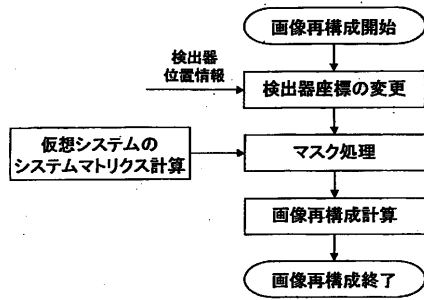 画像再構成開始
検出器
位置情報
検出器座標の変更
仮想システムの
システムマトリクス計算
マスク処理
画像再構成計算
画像再構成終了